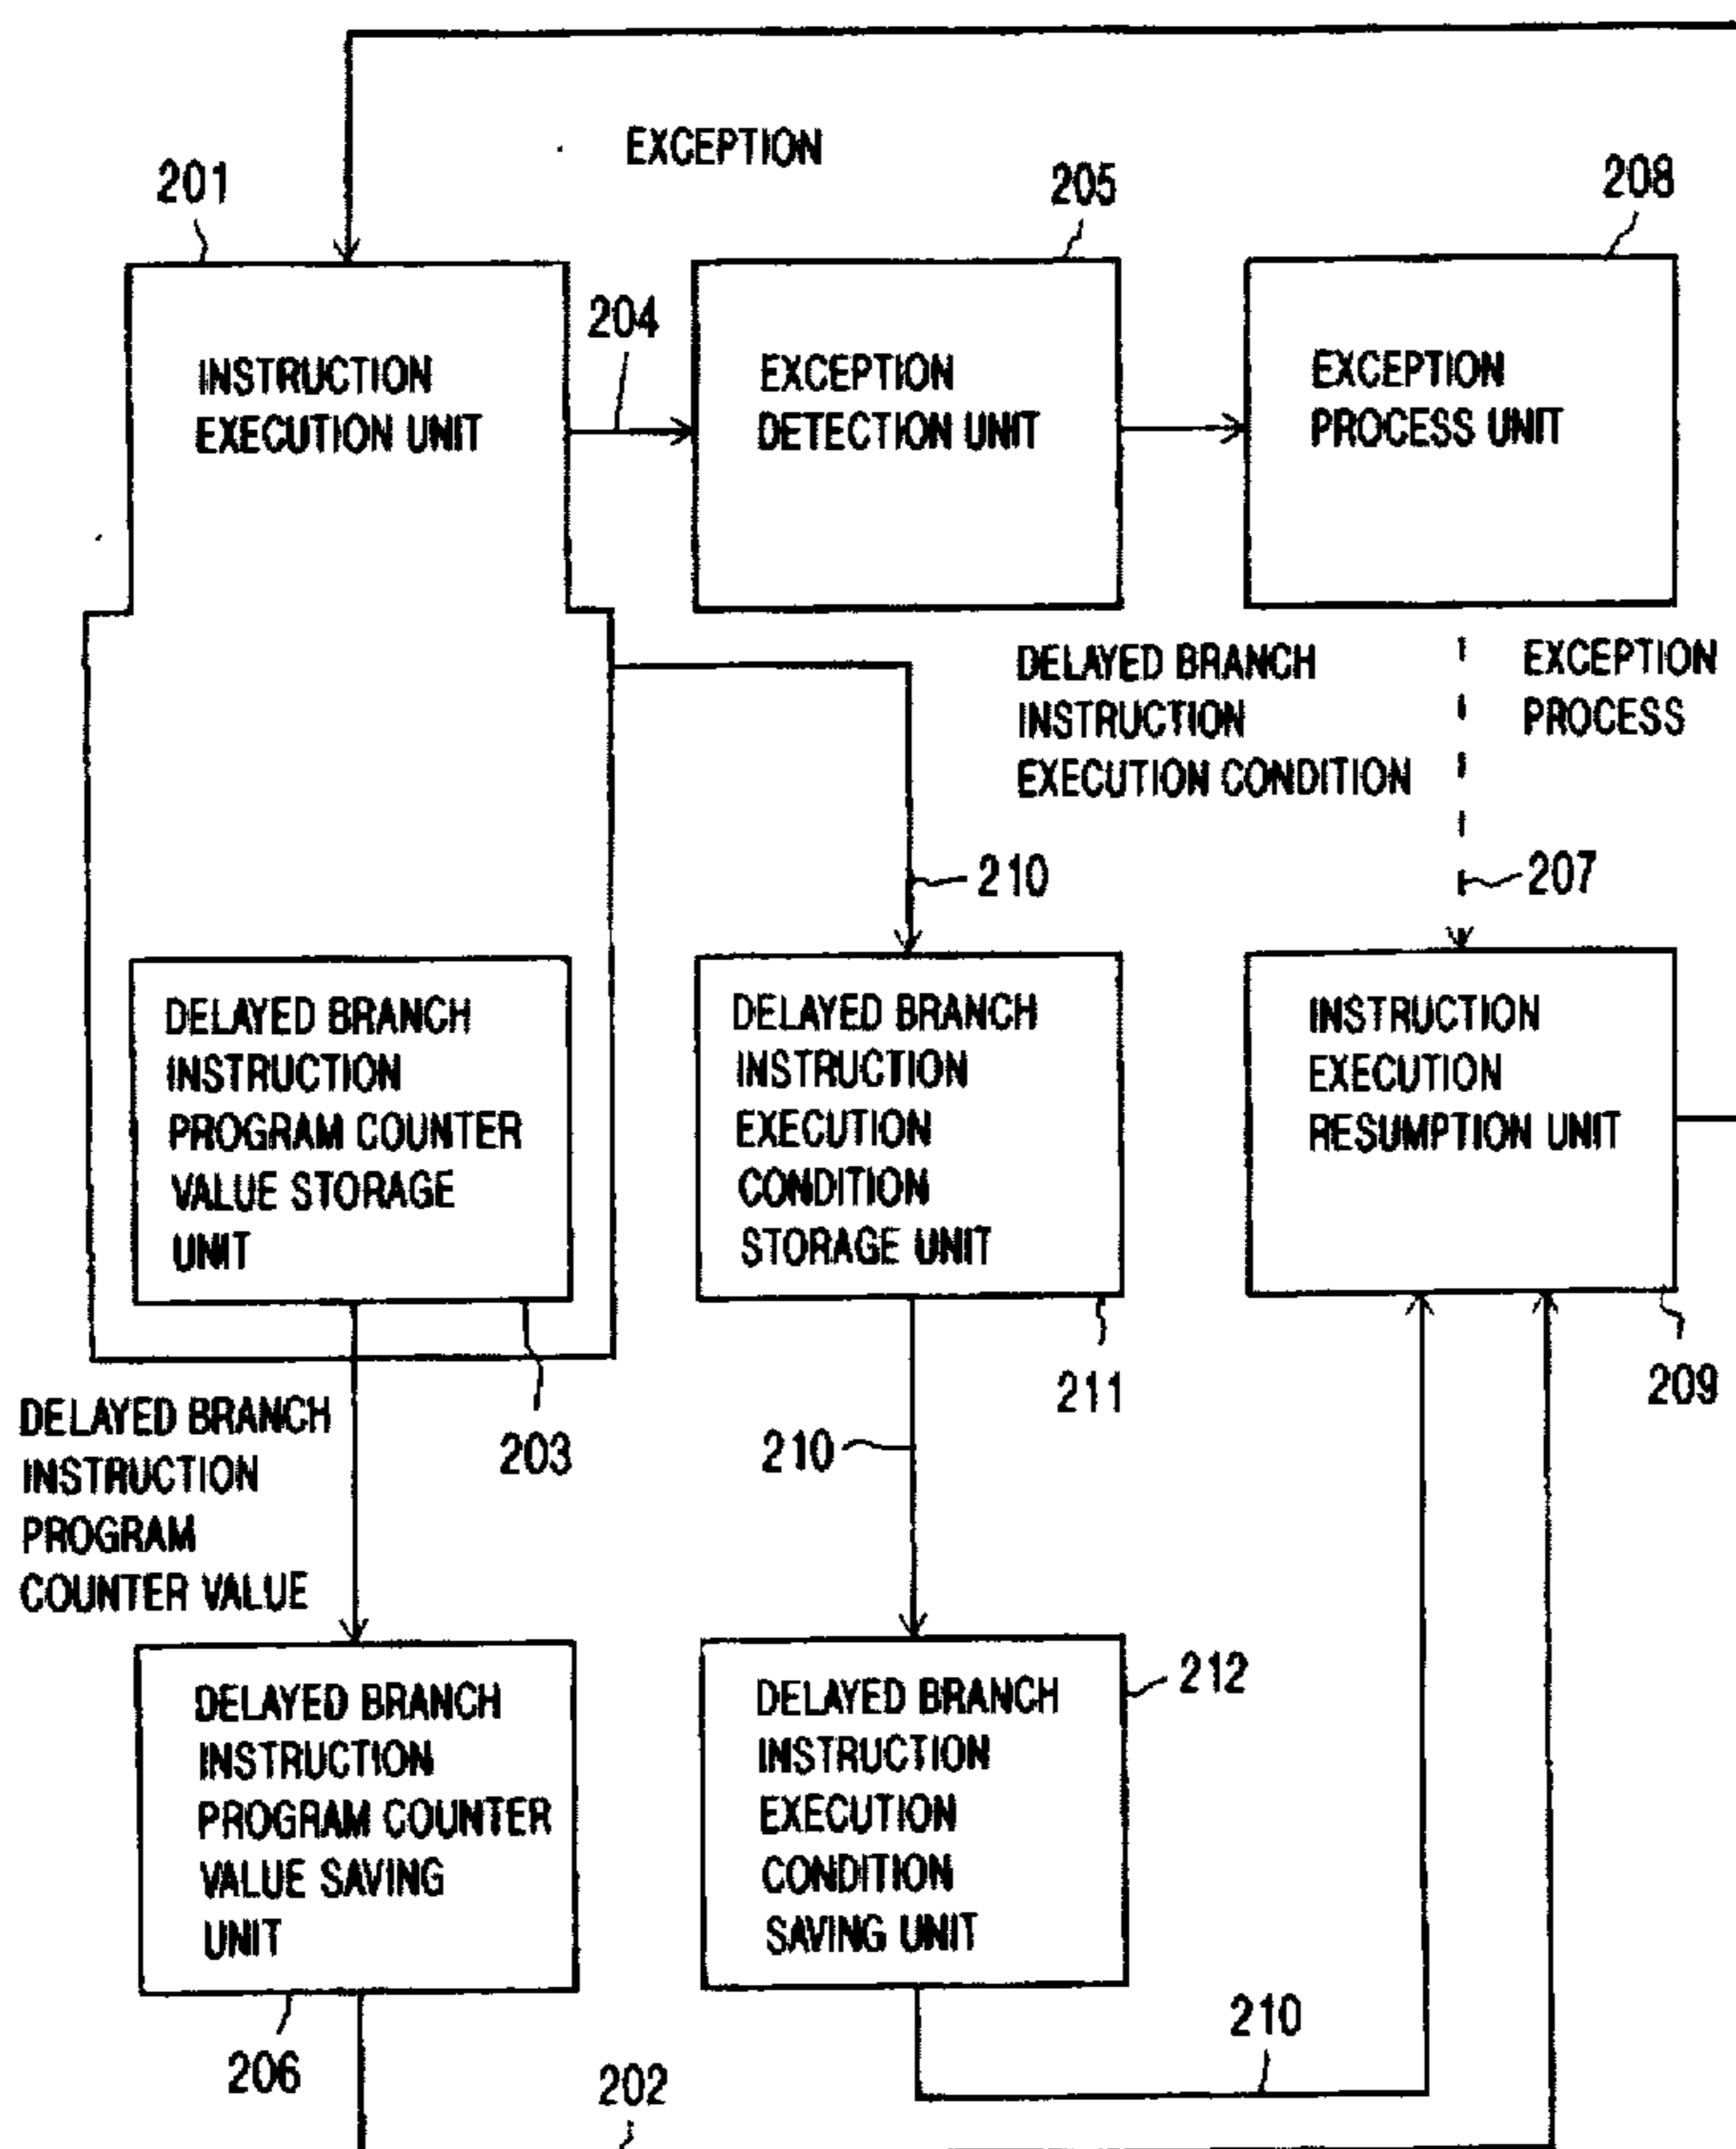 EXCEPTION
201
205
208
204
INSTRUCTION
EXECUTION UNIT
EXCEPTION
DETECTION UNIT
EXCEPTION
PROCESS UNIT
DELAYED BRANCH
INSTRUCTION
EXECUTION CONDITION
EXCEPTION
PROCESS
210
207
DELAYED BRANCH
INSTRUCTION
PROGRAM COUNTER
VALUE STORAGE
UNIT
DELAYED BRANCH
INSTRUCTION
EXECUTION
CONDITION
STORAGE UNIT
INSTRUCTION
EXECUTION
RESUMPTION UNIT
211
209
203
210
DELAYED BRANCH
INSTRUCTION
PROGRAM
COUNTER VALUE
DELAYED BRANCH
INSTRUCTION
PROGRAM COUNTER
VALUE SAVING
UNIT
DELAYED BRANCH
INSTRUCTION
EXECUTION
CONDITION
SAVING UNIT
212
210
206
202